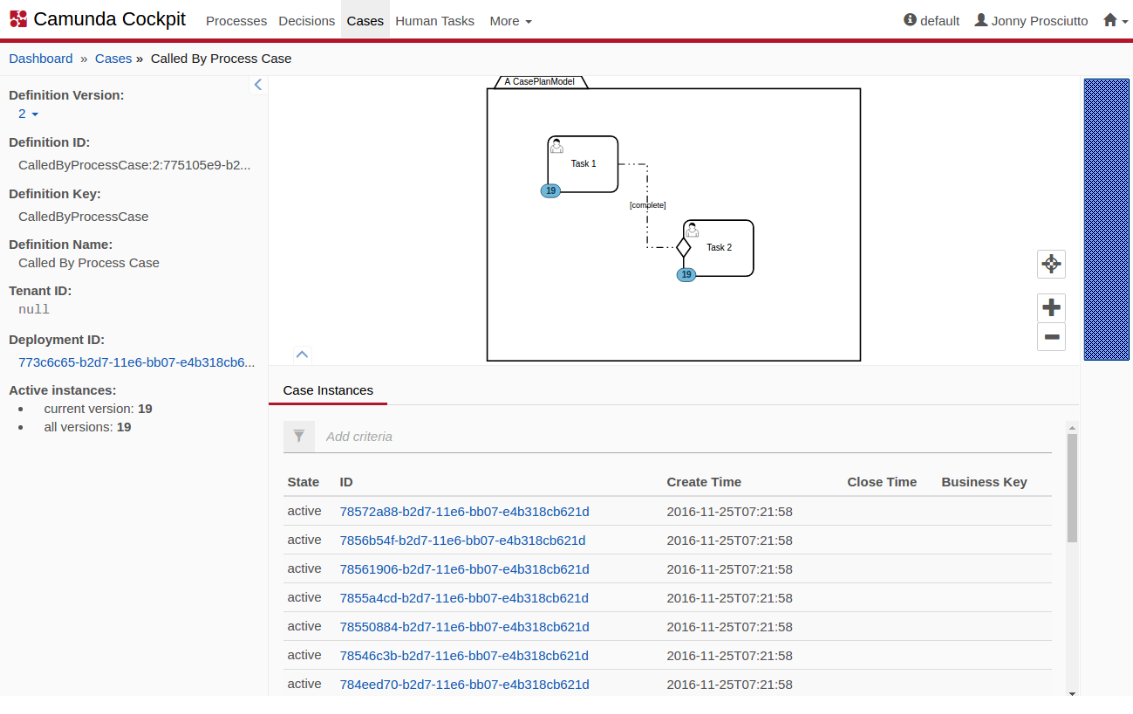 Camunda Cockpit Processes Decisions Cases Human Tasks More default Jonny Prosciutto
Dashboard » Cases » Called By Process Case
Definition Version:
2
Definition ID:
CalledByProcessCase:2:775105e9-b2...
Definition Key:
CalledByProcessCase
Definition Name:
Called By Process Case
Tenant ID:
null
Deployment ID:
773c6c65-b2d7-11e6-bb07-e4b318cb6...
Active instances:
• current version: 19
• all versions: 19
A CasePlanModel
Task 1
19
[complete]
Task 2
19
Case Instances
Add criteria
State ID Create Time Close Time Business Key
active 78572a88-b2d7-11e6-bb07-e4b318cb621d 2016-11-25T07:21:58
active 7856b54f-b2d7-11e6-bb07-e4b318cb621d 2016-11-25T07:21:58
active 78561906-b2d7-11e6-bb07-e4b318cb621d 2016-11-25T07:21:58
active 7855a4cd-b2d7-11e6-bb07-e4b318cb621d 2016-11-25T07:21:58
active 78550884-b2d7-11e6-bb07-e4b318cb621d 2016-11-25T07:21:58
active 78546c3b-b2d7-11e6-bb07-e4b318cb621d 2016-11-25T07:21:58
active 784eed70-b2d7-11e6-bb07-e4b318cb621d 2016-11-25T07:21:58